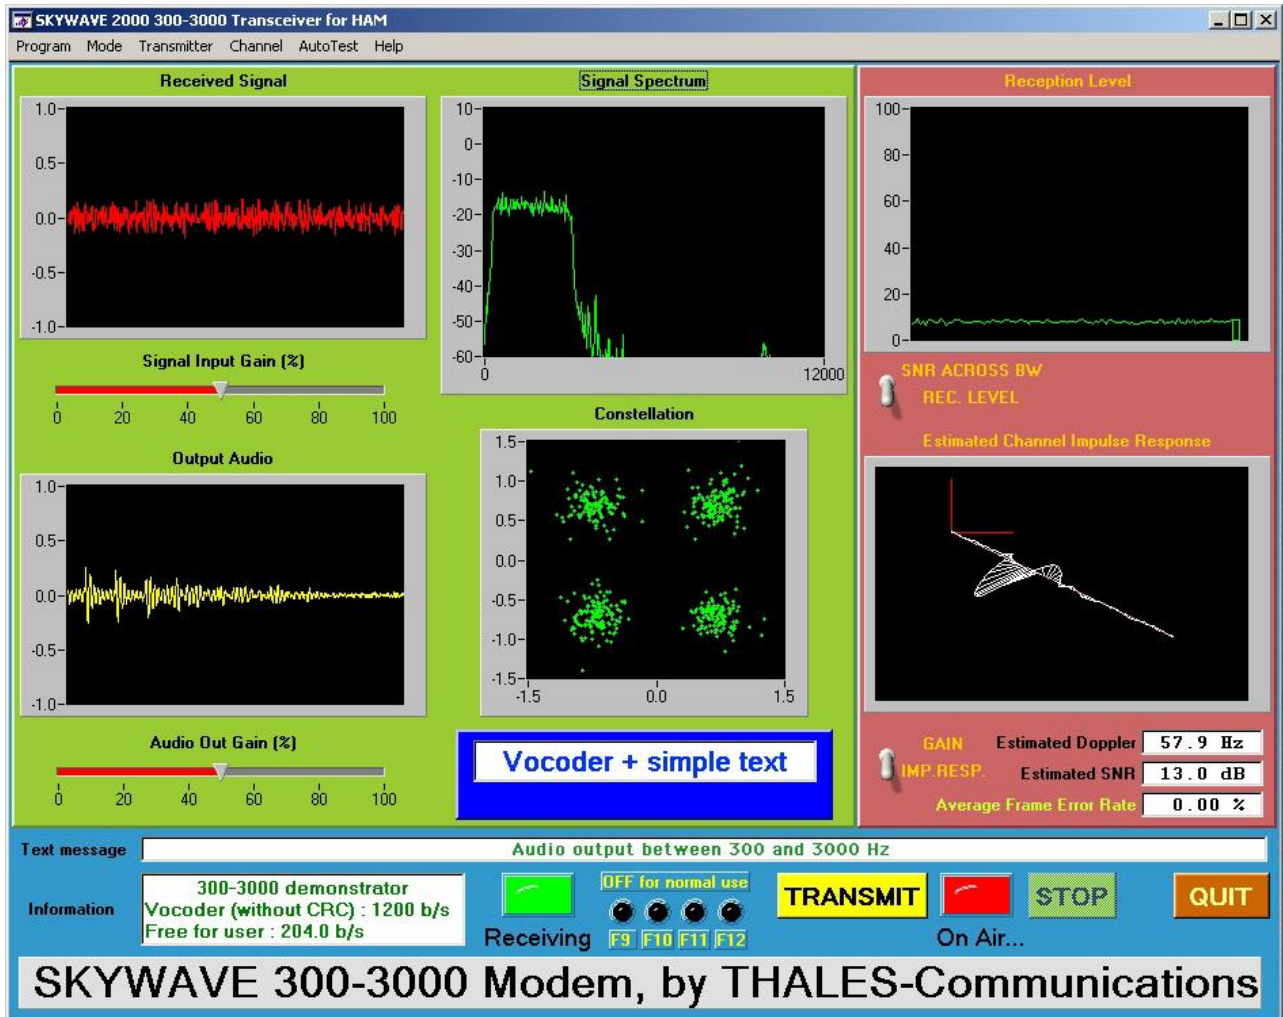 SKYWAVE 2000 300-3000 Transceiver for HAM
Program Mode Transmitter Channel AutoTest Help
Received Signal
1.0
0.5
0.0
-0.5
-1.0
Signal Input Gain (%)
0 20 40 60 80 100
Output Audio
1.0
0.5
0.0
-0.5
-1.0
Audio Out Gain (%)
0 20 40 60 80 100
Signal Spectrum
10
0
-10
-20
-30
-40
-50
-60
0 12000
Constellation
1.5
1.0
0.5
0.0
-0.5
-1.0
-1.5
-1.5 0.0 1.5
Vocoder + simple text
Reception Level
100
80
60
40
20
0
SNR ACROSS BW
REC. LEVEL
Estimated Channel Impulse Response
GAIN
IMP.RESP.
Estimated Doppler 57.9 Hz
Estimated SNR 13.0 dB
Average Frame Error Rate 0.00 %
Text message Audio output between 300 and 3000 Hz
Information
300-3000 demonstrator
Vocoder (without CRC) : 1200 b/s
Free for user : 204.0 b/s
Receiving
OFF for normal use
F9 F10 F11 F12
TRANSMIT
On Air...
STOP
QUIT
SKYWAVE 300-3000 Modem, by THALES-Communications